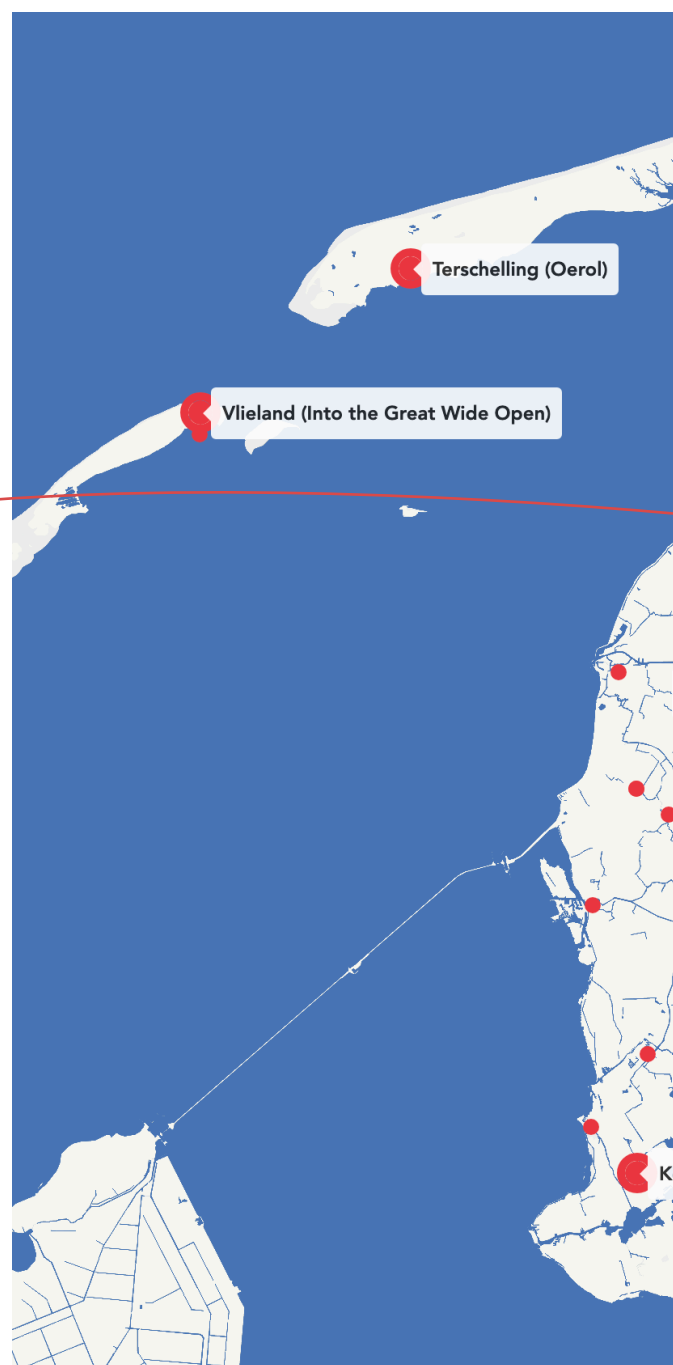 Terschelling (Oerol)
Vlieland (Into the Great Wide Open)